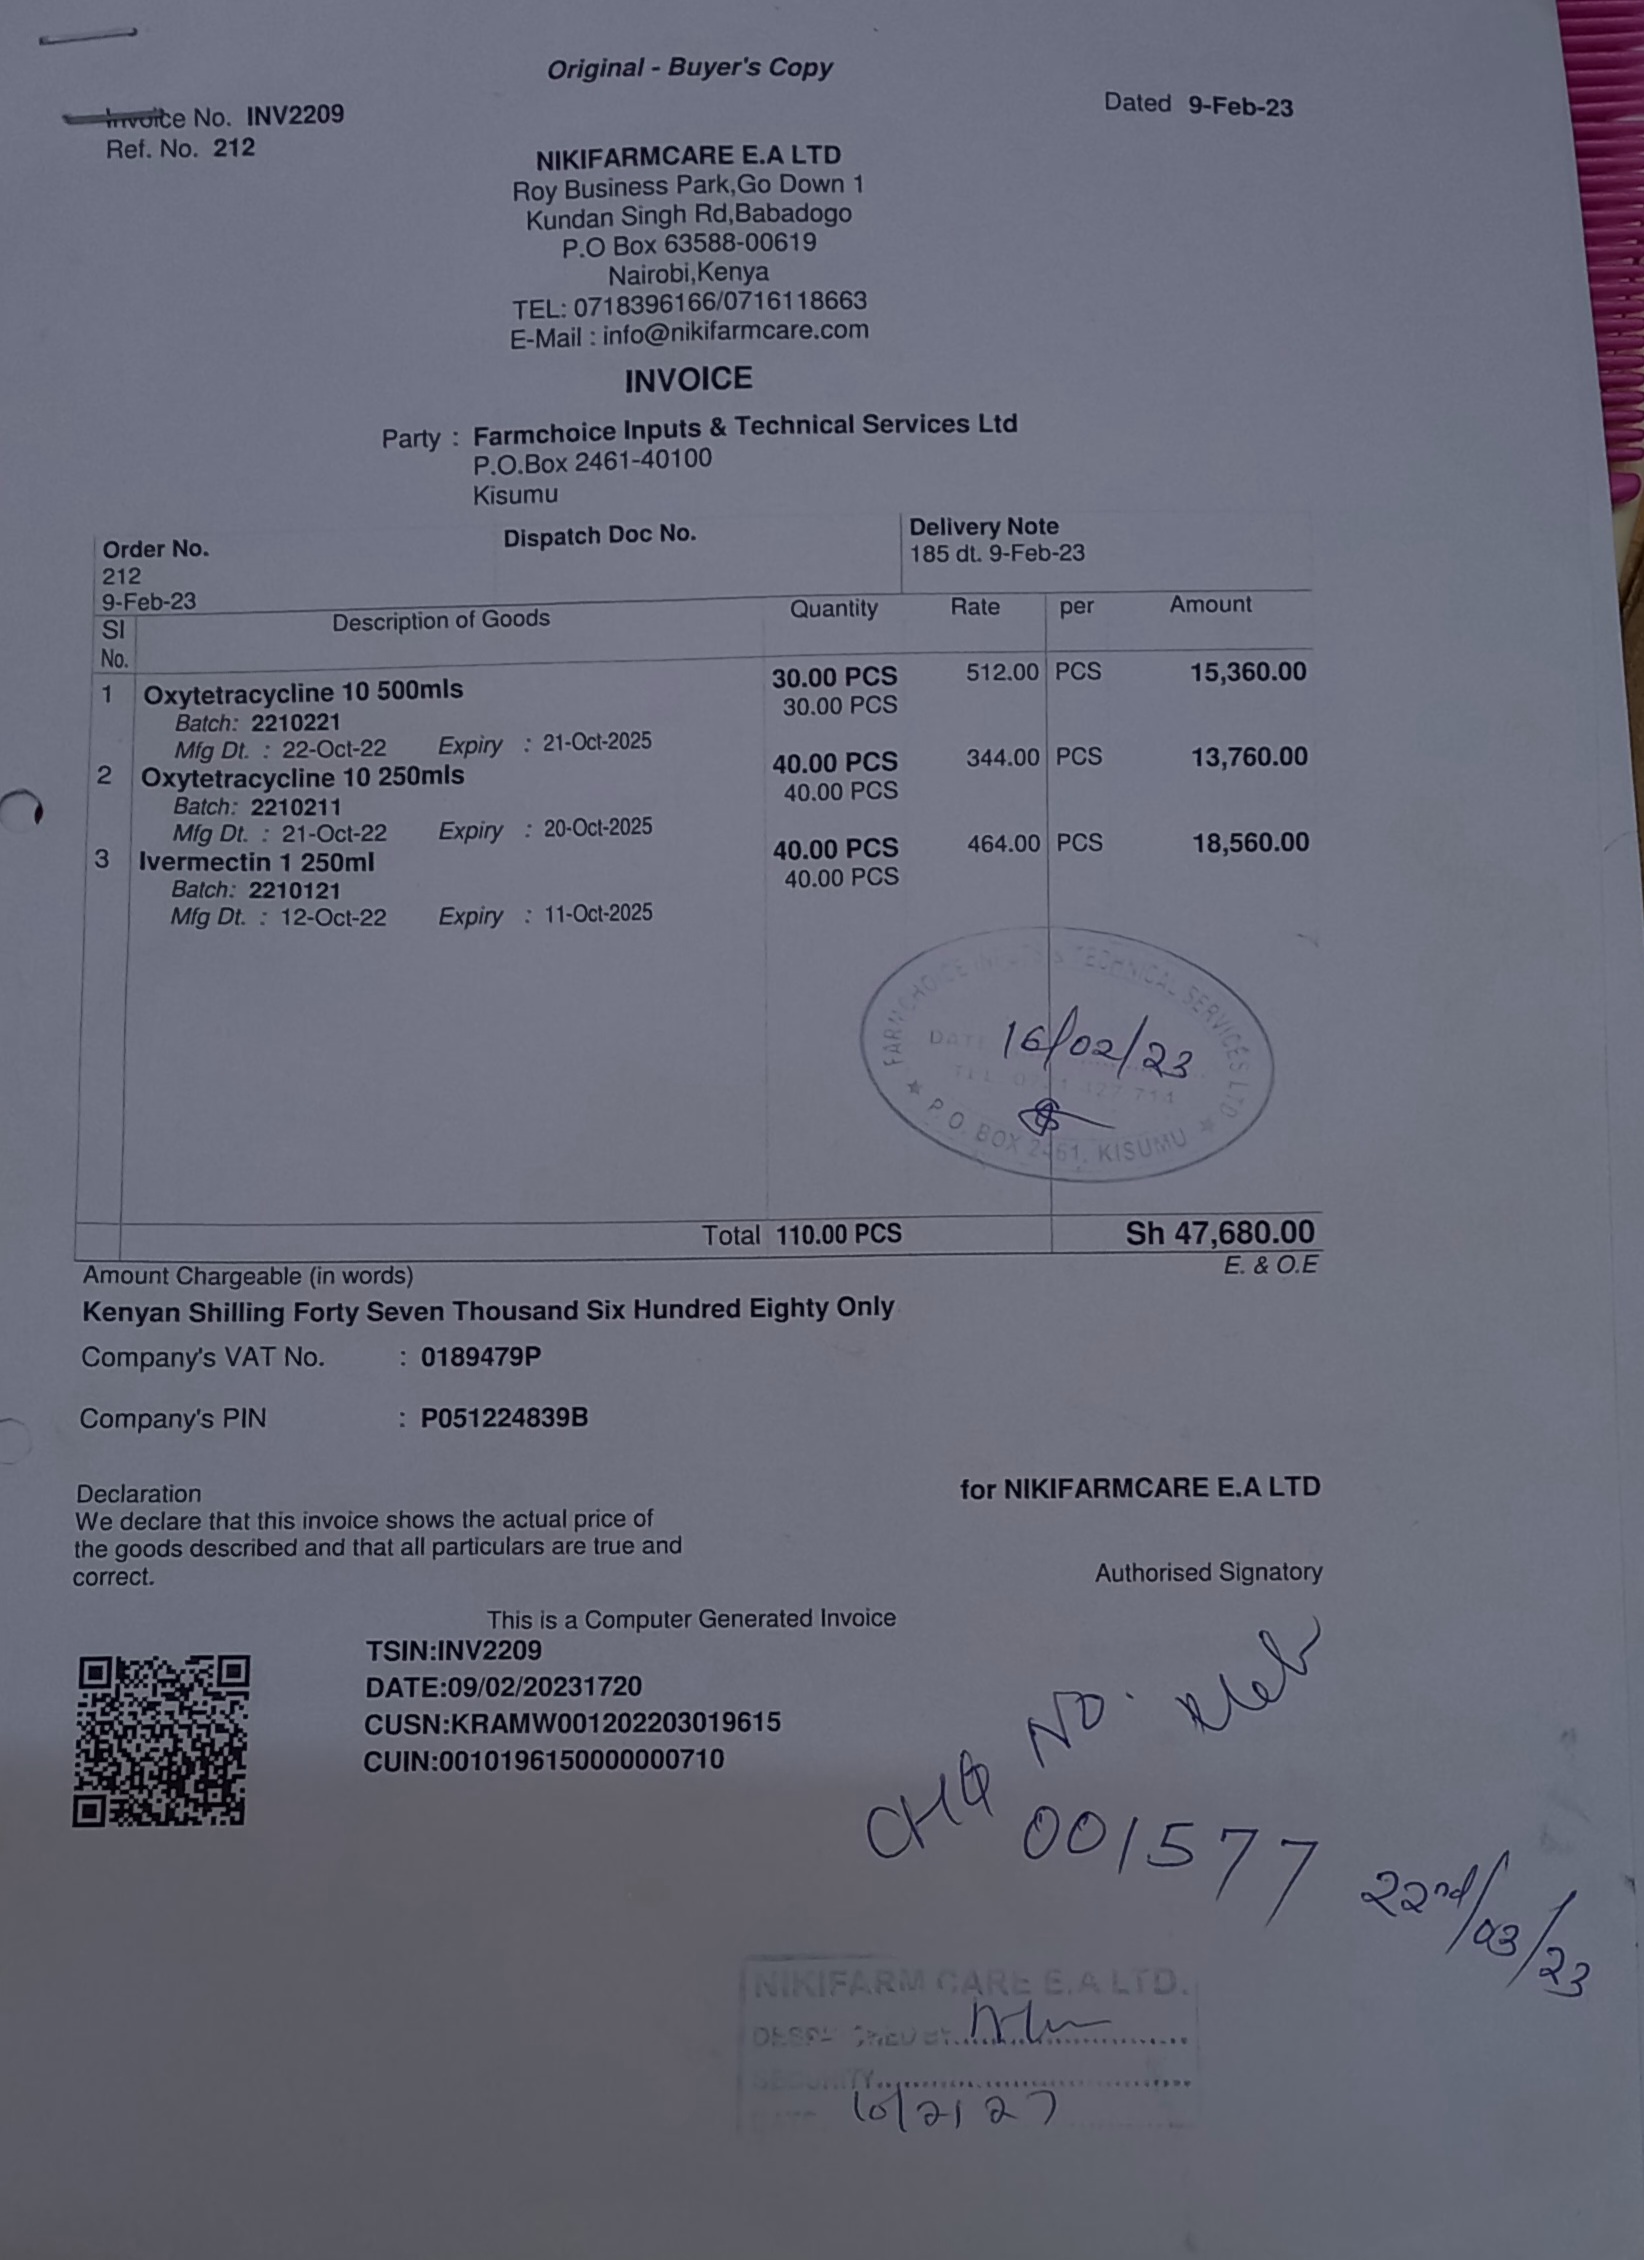 Original - Buyer's Copy
Invoice No. INV2209
Dated 9-Feb-23
Ref. No. 212
NIKIFARMCARE E.A LTD
Roy Business Park,Go Down 1
Kundan Singh Rd,Babadogo
P.O Box 63588-00619
Nairobi,Kenya
TEL: 0718396166/0716118663
E-Mail : info@nikifarmcare.com
INVOICE
Party : Farmchoice Inputs & Technical Services Ltd
P.O.Box 2461-40100
Kisumu
Order No. Dispatch Doc No. Delivery Note
212 185 dt. 9-Feb-23
9-Feb-23
SI No. Description of Goods Quantity Rate per Amount
1 Oxytetracycline 10 500mls 30.00 PCS 512.00 PCS 15,360.00
Batch: 2210221 30.00 PCS
Mfg Dt. : 22-Oct-22 Expiry : 21-Oct-2025
2 Oxytetracycline 10 250mls 40.00 PCS 344.00 PCS 13,760.00
Batch: 2210211 40.00 PCS
Mfg Dt. : 21-Oct-22 Expiry : 20-Oct-2025
3 Ivermectin 1 250ml 40.00 PCS 464.00 PCS 18,560.00
Batch: 2210121 40.00 PCS
Mfg Dt. : 12-Oct-22 Expiry : 11-Oct-2025
FARMCHOICE INPUTS & TECHNICAL SERVICES LTD
DATE 16/02/23
TEL
P. O. BOX 2461, KISUMU
Total 110.00 PCS Sh 47,680.00
E. & O.E
Amount Chargeable (in words)
Kenyan Shilling Forty Seven Thousand Six Hundred Eighty Only
Company's VAT No. : 0189479P
Company's PIN : P051224839B
Declaration
We declare that this invoice shows the actual price of
the goods described and that all particulars are true and
correct.
for NIKIFARMCARE E.A LTD
Authorised Signatory
This is a Computer Generated Invoice
TSIN:INV2209
DATE:09/02/20231720
CUSN:KRAMW001202203019615
CUIN:0010196150000000710
CHQ NO.
001577
22nd/03/23
NIKIFARM CARE E.A LTD.
SECURITY